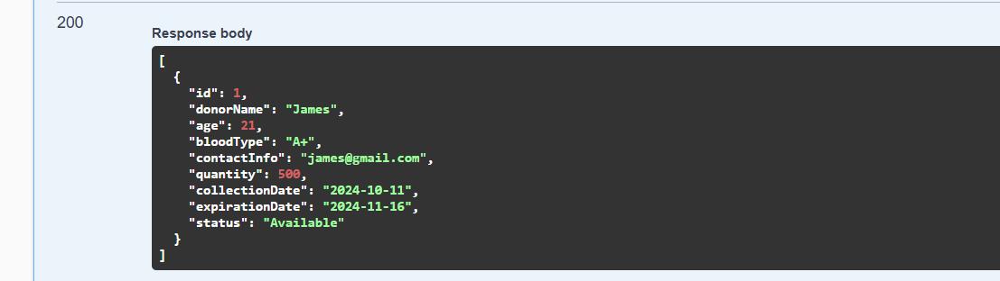 200
Response body
[
  {
    "id": 1,
    "donorName": "James",
    "age": 21,
    "bloodType": "A+",
    "contactInfo": "james@gmail.com",
    "quantity": 500,
    "collectionDate": "2024-10-11",
    "expirationDate": "2024-11-16",
    "status": "Available"
  }
]